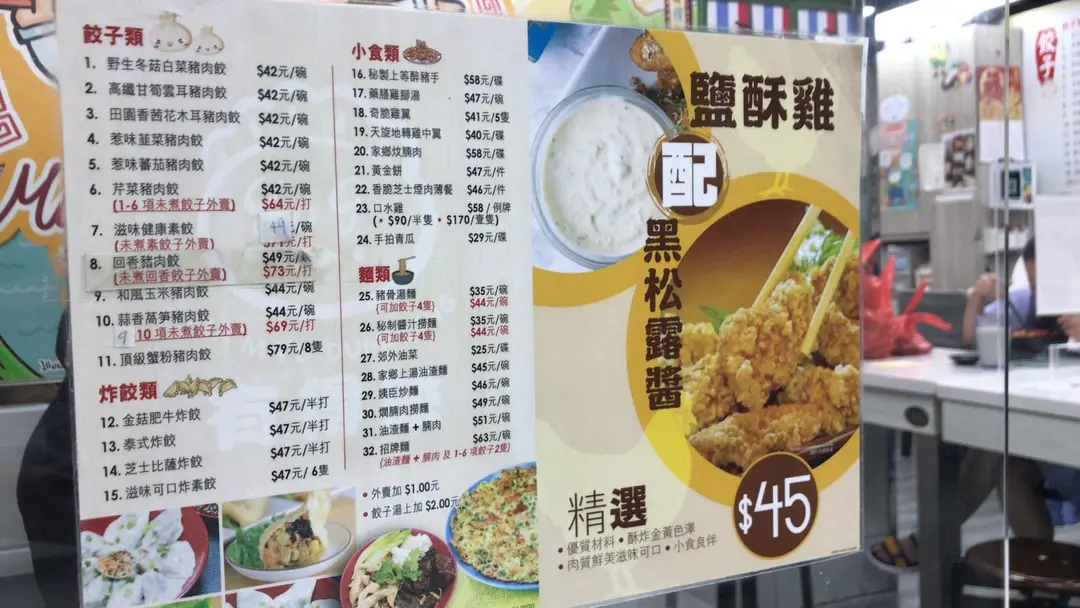 餃子類
1. 野生冬菇白菜豬肉餃 $42元/碗
2. 高纖甘筍雲耳豬肉餃 $42元/碗
3. 田園香茜花木耳豬肉餃 $42元/碗
4. 惹味韮菜豬肉餃 $42元/碗
5. 惹味蕃茄豬肉餃 $42元/碗
6. 芹菜豬肉餃 $42元/碗
(1-6 項未煮餃子外賣) $64元/打
7. 滋味健康素餃 44元/碗
(未煮素餃子外賣) $71元/打
8. 回香豬肉餃 $49元/碗
(未煮回香餃子外賣) $73元/打
9. 和風玉米豬肉餃 $44元/碗
10. 蒜香萵笋豬肉餃 $44元/碗
9 10 項未煮餃子外賣) $69元/打
11. 頂級蟹粉豬肉餃 $79元/8隻
炸餃類
12. 金菇肥牛炸餃 $47元/半打
13. 泰式炸餃 $47元/半打
14. 芝士比薩炸餃 $47元/半打
15. 滋味可口炸素餃 $47元/ 6隻
小食類
16. 秘製上等醉豬手 $58元/碟
17. 藥膳雞腳湯 $47元/碗
18. 奇脆雞翼 $41元/5隻
19. 天旋地轉雞中翼 $40元/碟
20. 家鄉炆腩肉 $58元/碟
21. 黃金餅 $47元/件
22. 香脆芝士煙肉薄餐 $46元/件
23. 口水雞 $58 / 例牌
( • $90/半隻 • $170/壹隻)
24. 手拍青瓜 $29元/碟
麵類
25. 豬骨湯麵 $35元/碗
(可加餃子4隻) $44元/碗
26. 秘制醬汁撈麵 $35元/碗
(可加餃子4隻) $44元/碗
27. 郊外油菜 $25元/碟
28. 家鄉上湯油渣麵 $45元/碗
29. 姨臣炒麵 $46元/碗
30. 燜腩肉撈麵 $49元/碗
31. 油渣麵 + 腩肉 $51元/碗
32. 招牌麵 $63元/碗
(油渣麵 + 腩肉 及 1-6 項餃子2隻)
• 外賣加 $1.00元
• 餃子湯上加 $2.00元
鹽酥雞
配
黑松露醬
精選
• 優質材料 • 酥炸金黃色澤
• 肉質鮮美滋味可口 • 小食良伴
$45
餃子